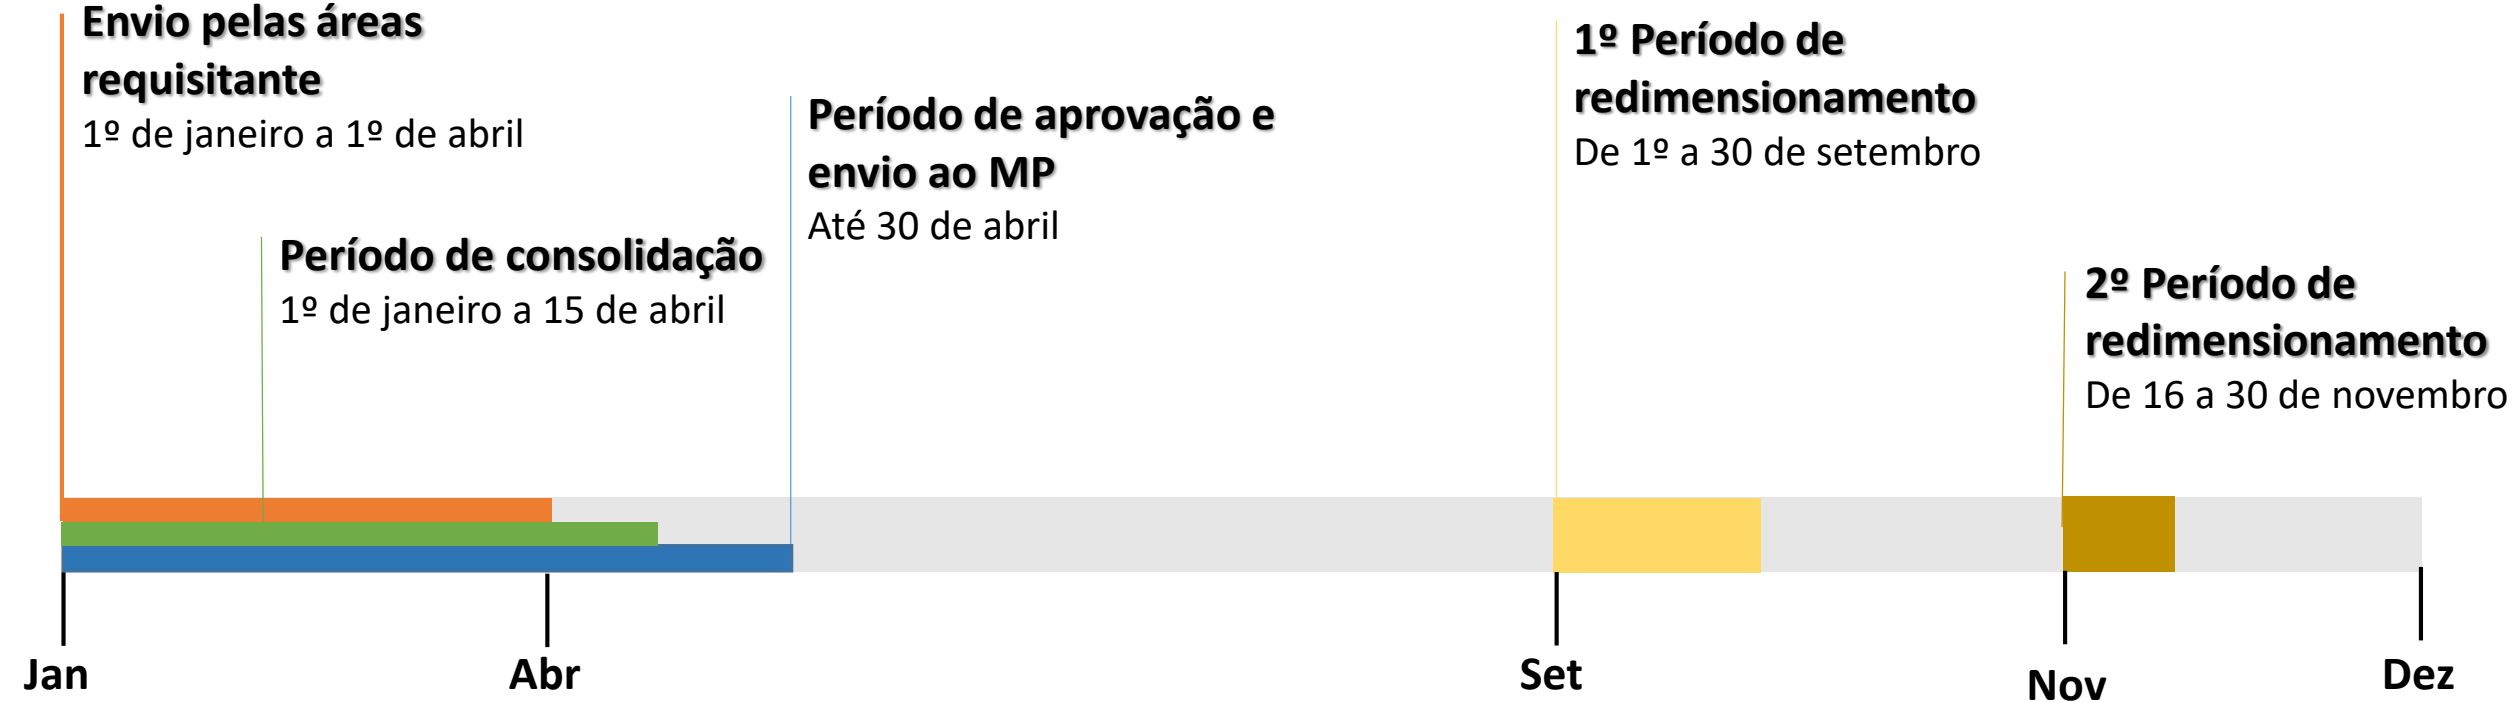 Envio pelas áreas
requisitante
1º de janeiro a 1º de abril
Período de consolidação
1º de janeiro a 15 de abril
Período de aprovação e
envio ao MP
Até 30 de abril
1º Período de
redimensionamento
De 1º a 30 de setembro
2º Período de
redimensionamento
De 16 a 30 de novembro
Jan
Abr
Set
Nov
Dez